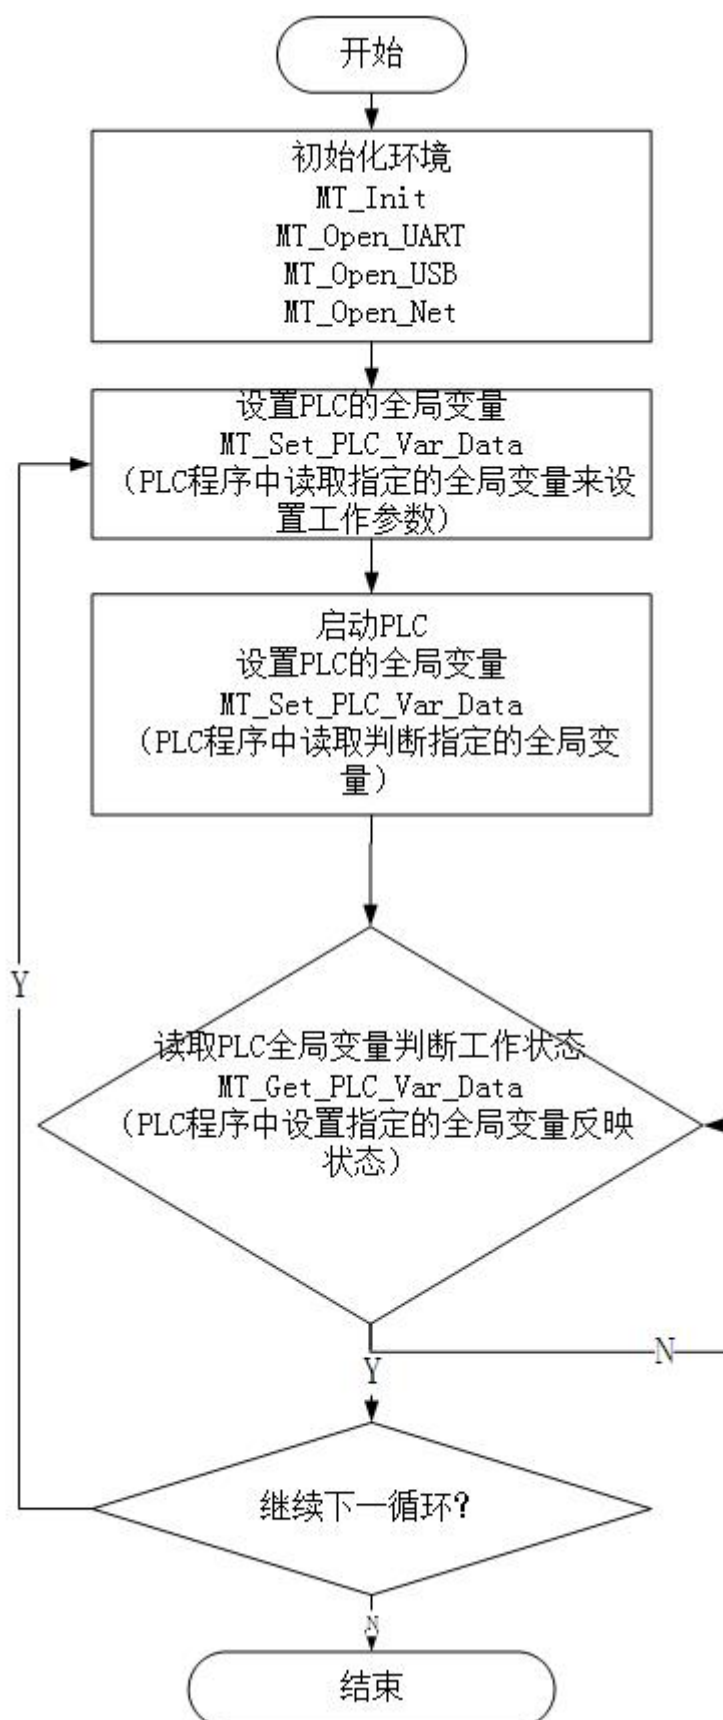 开始
初始化环境
MT_Init
MT_Open_UART
MT_Open_USB
MT_Open_Net
设置PLC的全局变量
MT_Set_PLC_Var_Data
（PLC程序中读取指定的全局变量来设
置工作参数）
启动PLC
设置PLC的全局变量
MT_Set_PLC_Var_Data
（PLC程序中读取判断指定的全局变
量）
Y
读取PLC全局变量判断工作状态
MT_Get_PLC_Var_Data
（PLC程序中设置指定的全局变量反映
状态）
N
Y
继续下一循环?
N
结束